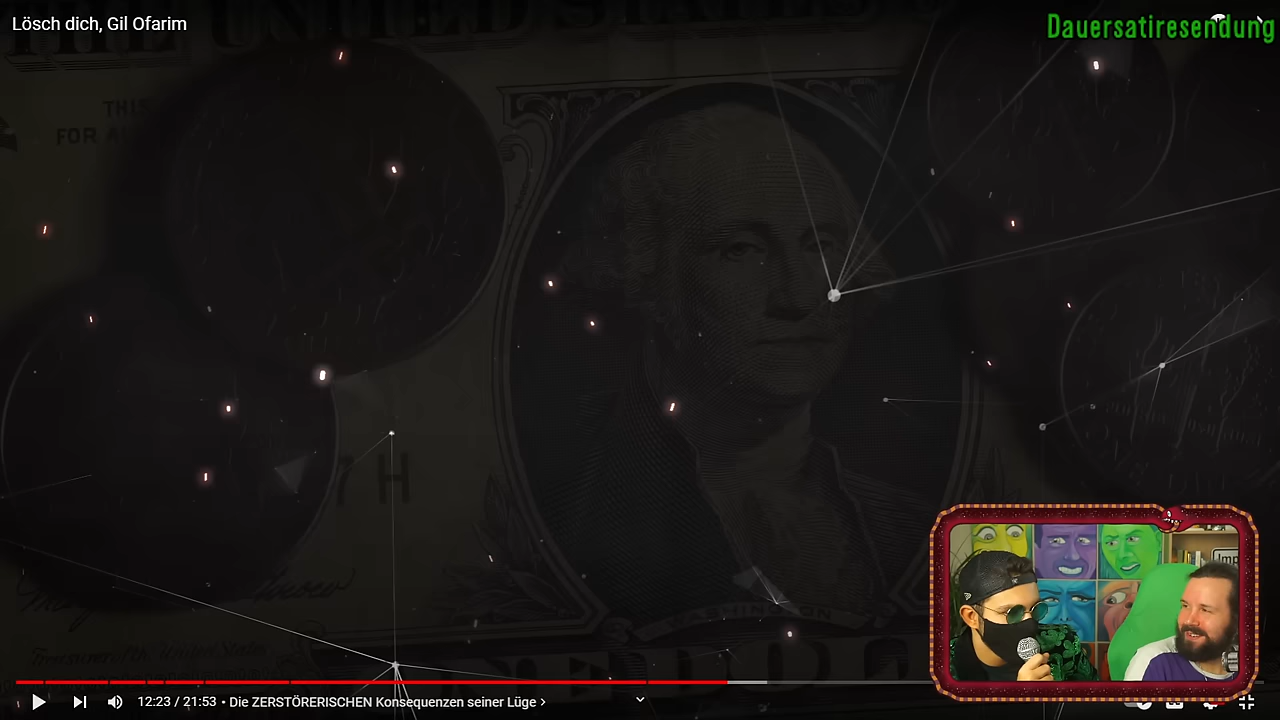 Lösch dich, Gil Ofarim
Dauersatiresendung
THE UNITED STATES
THIS
FOR A
H
WASHINGTON
12:23 / 21:53 • Die ZERSTÖRERISCHEN Konsequenzen seiner Lüge >